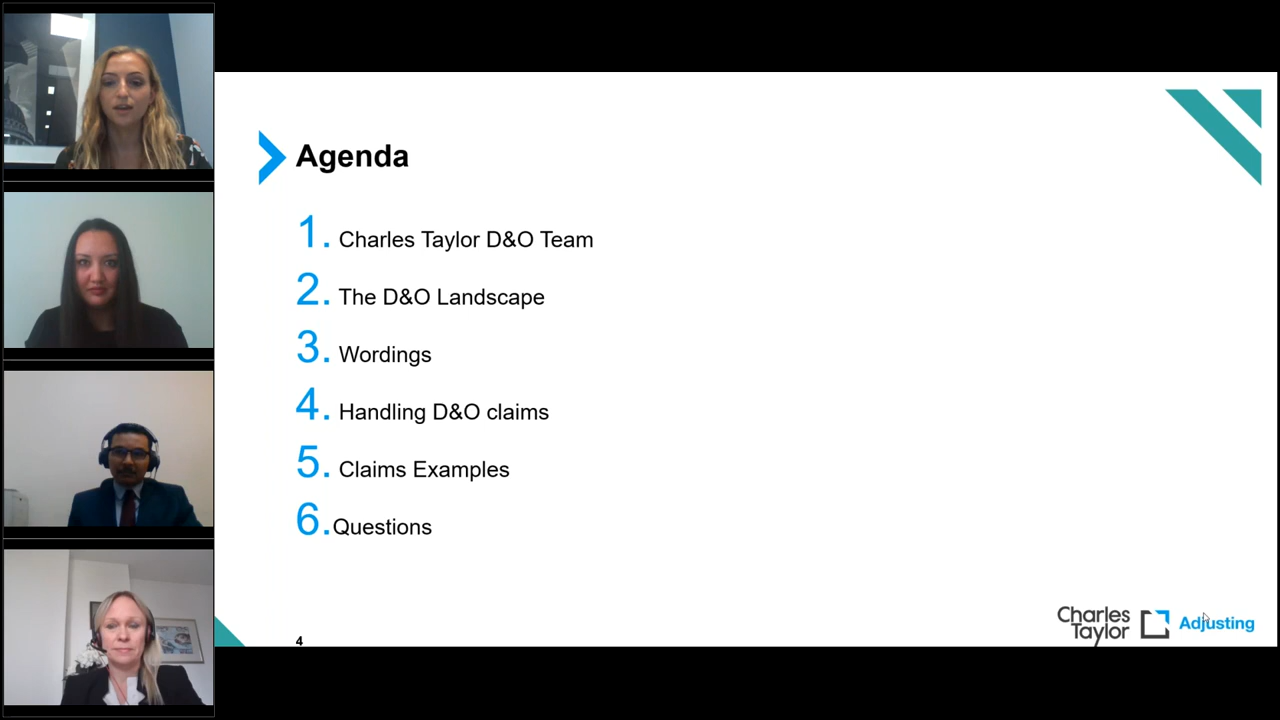 Agenda
1. Charles Taylor D&O Team
2. The D&O Landscape
3. Wordings
4. Handling D&O claims
5. Claims Examples
6.Questions
4
Charles
Taylor
Adjusting